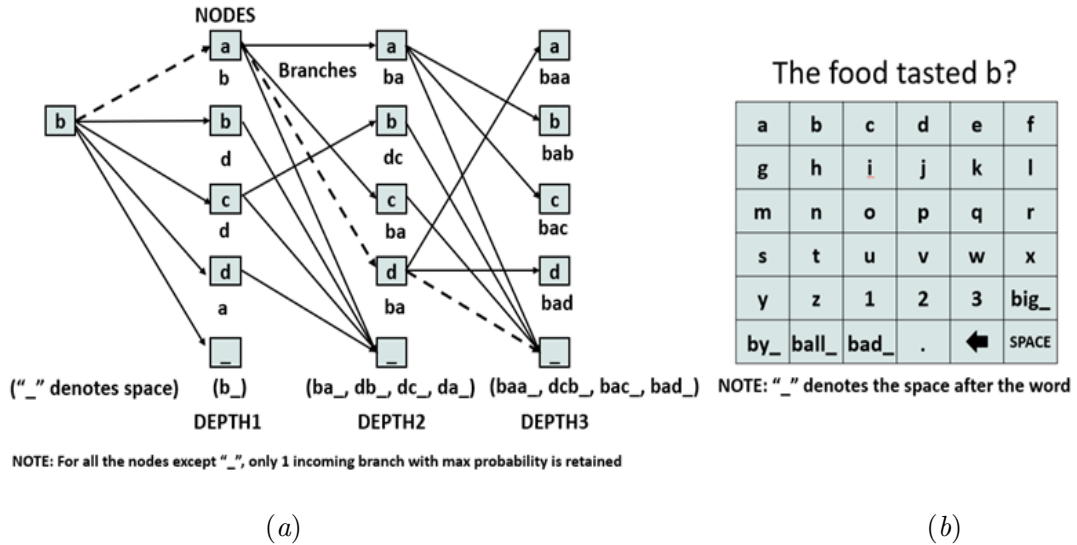 NODES
a a a
b ba baa
Branches
b b b b
d dc bab
c c c
d ba bac
d d d
a ba bad
_ _ _
("_" denotes space) (b_) (ba_, db_, dc_, da_) (baa_, dcb_, bac_, bad_)
DEPTH1 DEPTH2 DEPTH3
NOTE: For all the nodes except "_", only 1 incoming branch with max probability is retained
(a)
The food tasted b?
a b c d e f
g h i j k l
m n o p q r
s t u v w x
y z 1 2 3 big_
by_ ball_ bad_ . SPACE
NOTE: "_" denotes the space after the word
(b)